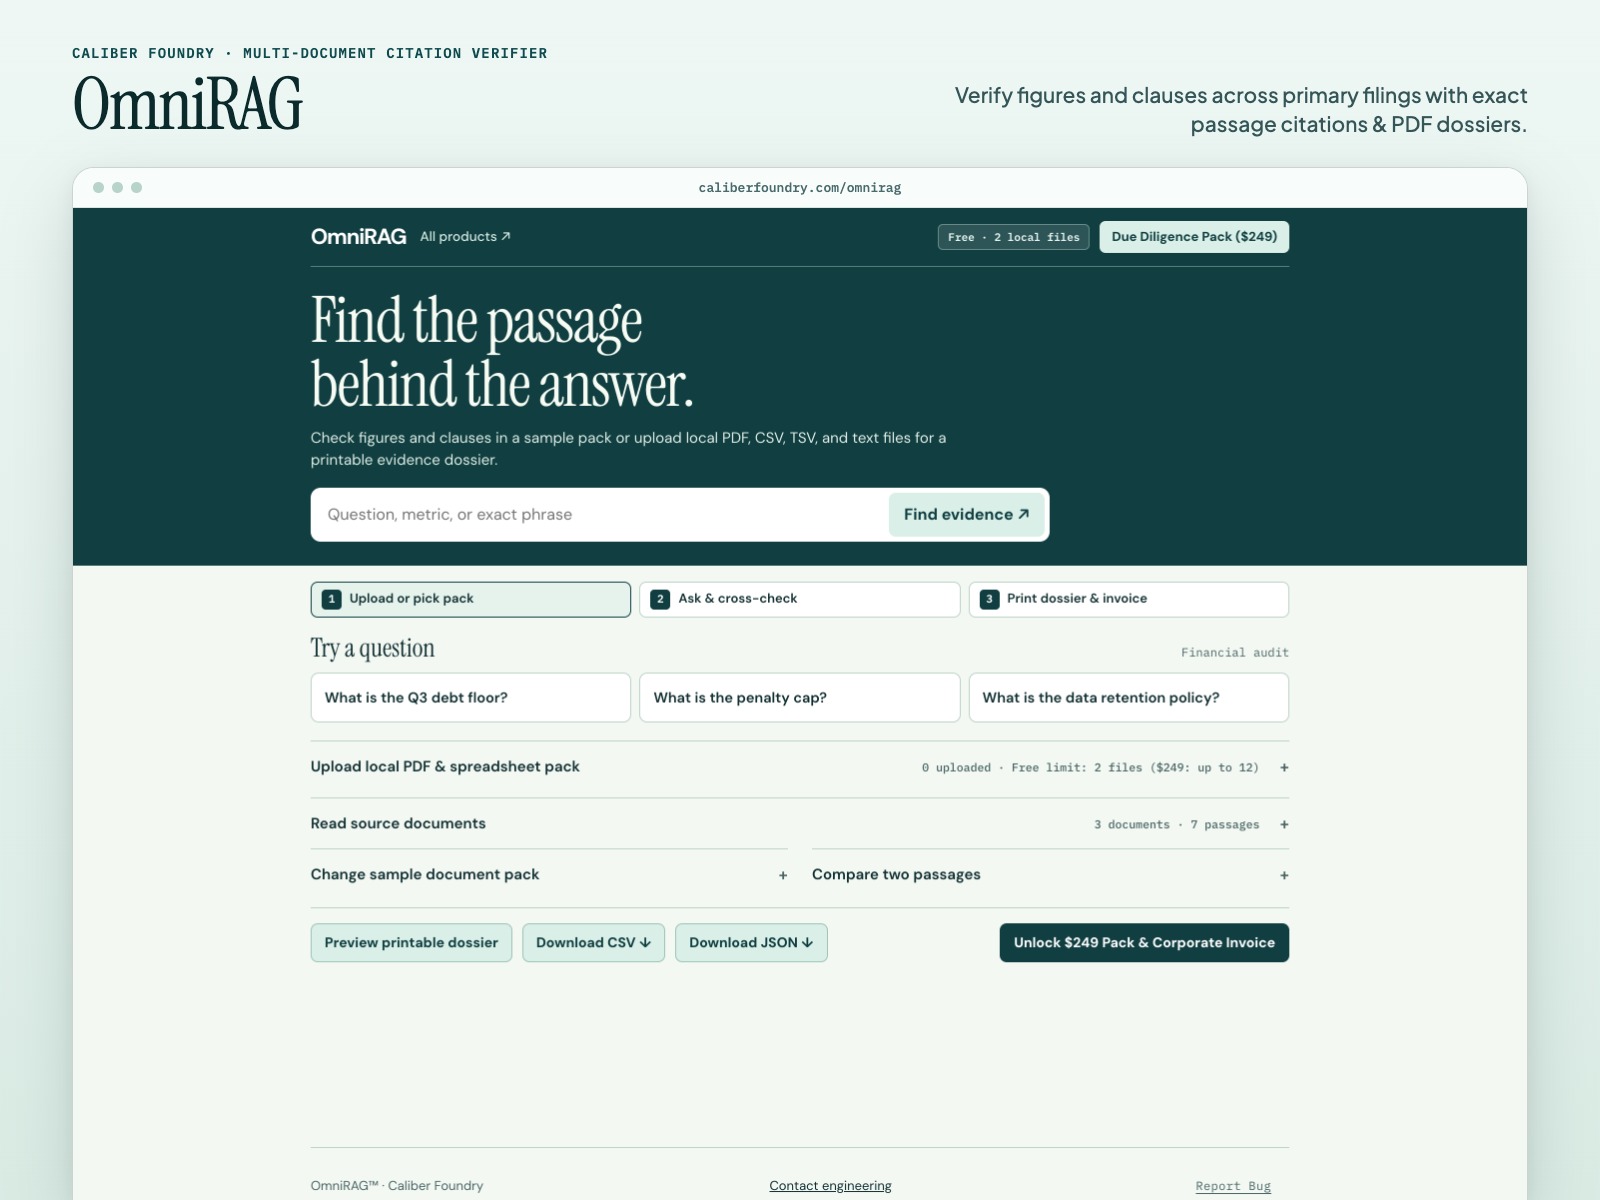 CALIBER FOUNDRY · MULTI-DOCUMENT CITATION VERIFIER
OmniRAG
Verify figures and clauses across primary filings with exact
passage citations & PDF dossiers.
caliberfoundry.com/omnirag
OmniRAG All products ↗
Free · 2 local files
Due Diligence Pack ($249)
Find the passage
behind the answer.
Check figures and clauses in a sample pack or upload local PDF, CSV, TSV, and text files for a
printable evidence dossier.
Question, metric, or exact phrase
Find evidence ↗
1 Upload or pick pack
2 Ask & cross-check
3 Print dossier & invoice
Try a question
Financial audit
What is the Q3 debt floor?
What is the penalty cap?
What is the data retention policy?
Upload local PDF & spreadsheet pack
0 uploaded · Free limit: 2 files ($249: up to 12) +
Read source documents
3 documents · 7 passages +
Change sample document pack +
Compare two passages +
Preview printable dossier
Download CSV ↓
Download JSON ↓
Unlock $249 Pack & Corporate Invoice
OmniRAG™ · Caliber Foundry
Contact engineering
Report Bug